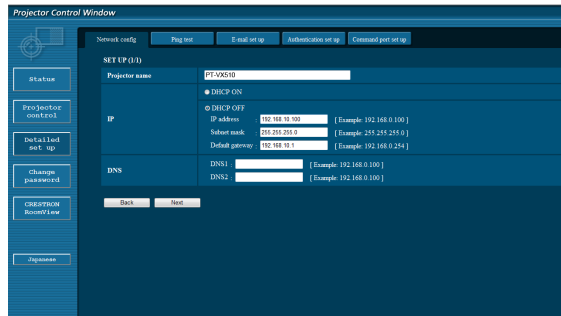 Projector Control Window
Network config Ping test E-mail set up Authentication set up Command port set up
SET UP (1/1)
Status
Projector control
Detailed set up
Change password
CRESTRON RoomView
Japanese
Projector name PT-VX510
IP
DHCP ON
DHCP OFF
IP address : 192.168.10.100 [ Example: 192.168.0.100 ]
Subnet mask : 255.255.255.0 [ Example: 255.255.255.0 ]
Default gateway : 192.168.10.1 [ Example: 192.168.0.254 ]
DNS
DNS1 : [ Example: 192.168.0.100 ]
DNS2 : [ Example: 192.168.0.100 ]
Back Next